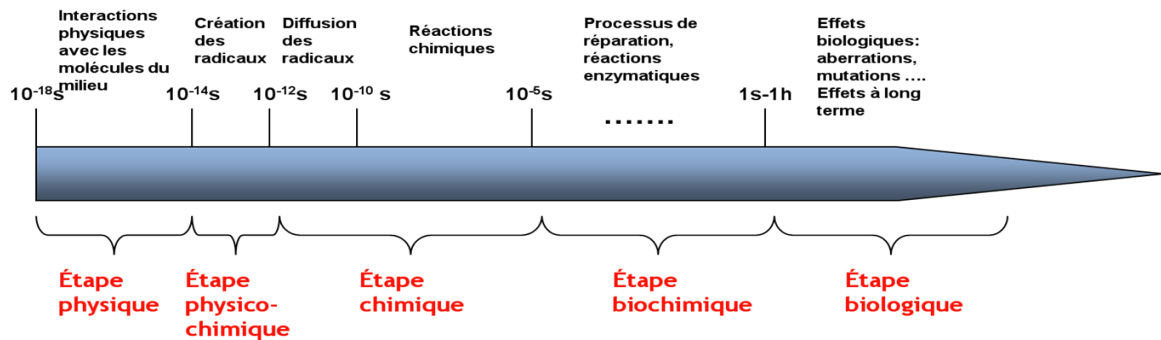 Interactions
physiques
avec les
molécules du
milieu
Création
des
radicaux
Diffusion
des
radicaux
Réactions
chimiques
Processus de
réparation,
réactions
enzymatiques
Effets
biologiques:
aberrations,
mutations ....
Effets à long
terme
10⁻¹⁸s
10⁻¹⁴s
10⁻¹²s
10⁻¹⁰ s
10⁻⁵s
.......
1s-1h
Étape
physique
Étape
physico-
chimique
Étape
chimique
Étape
biochimique
Étape
biologique